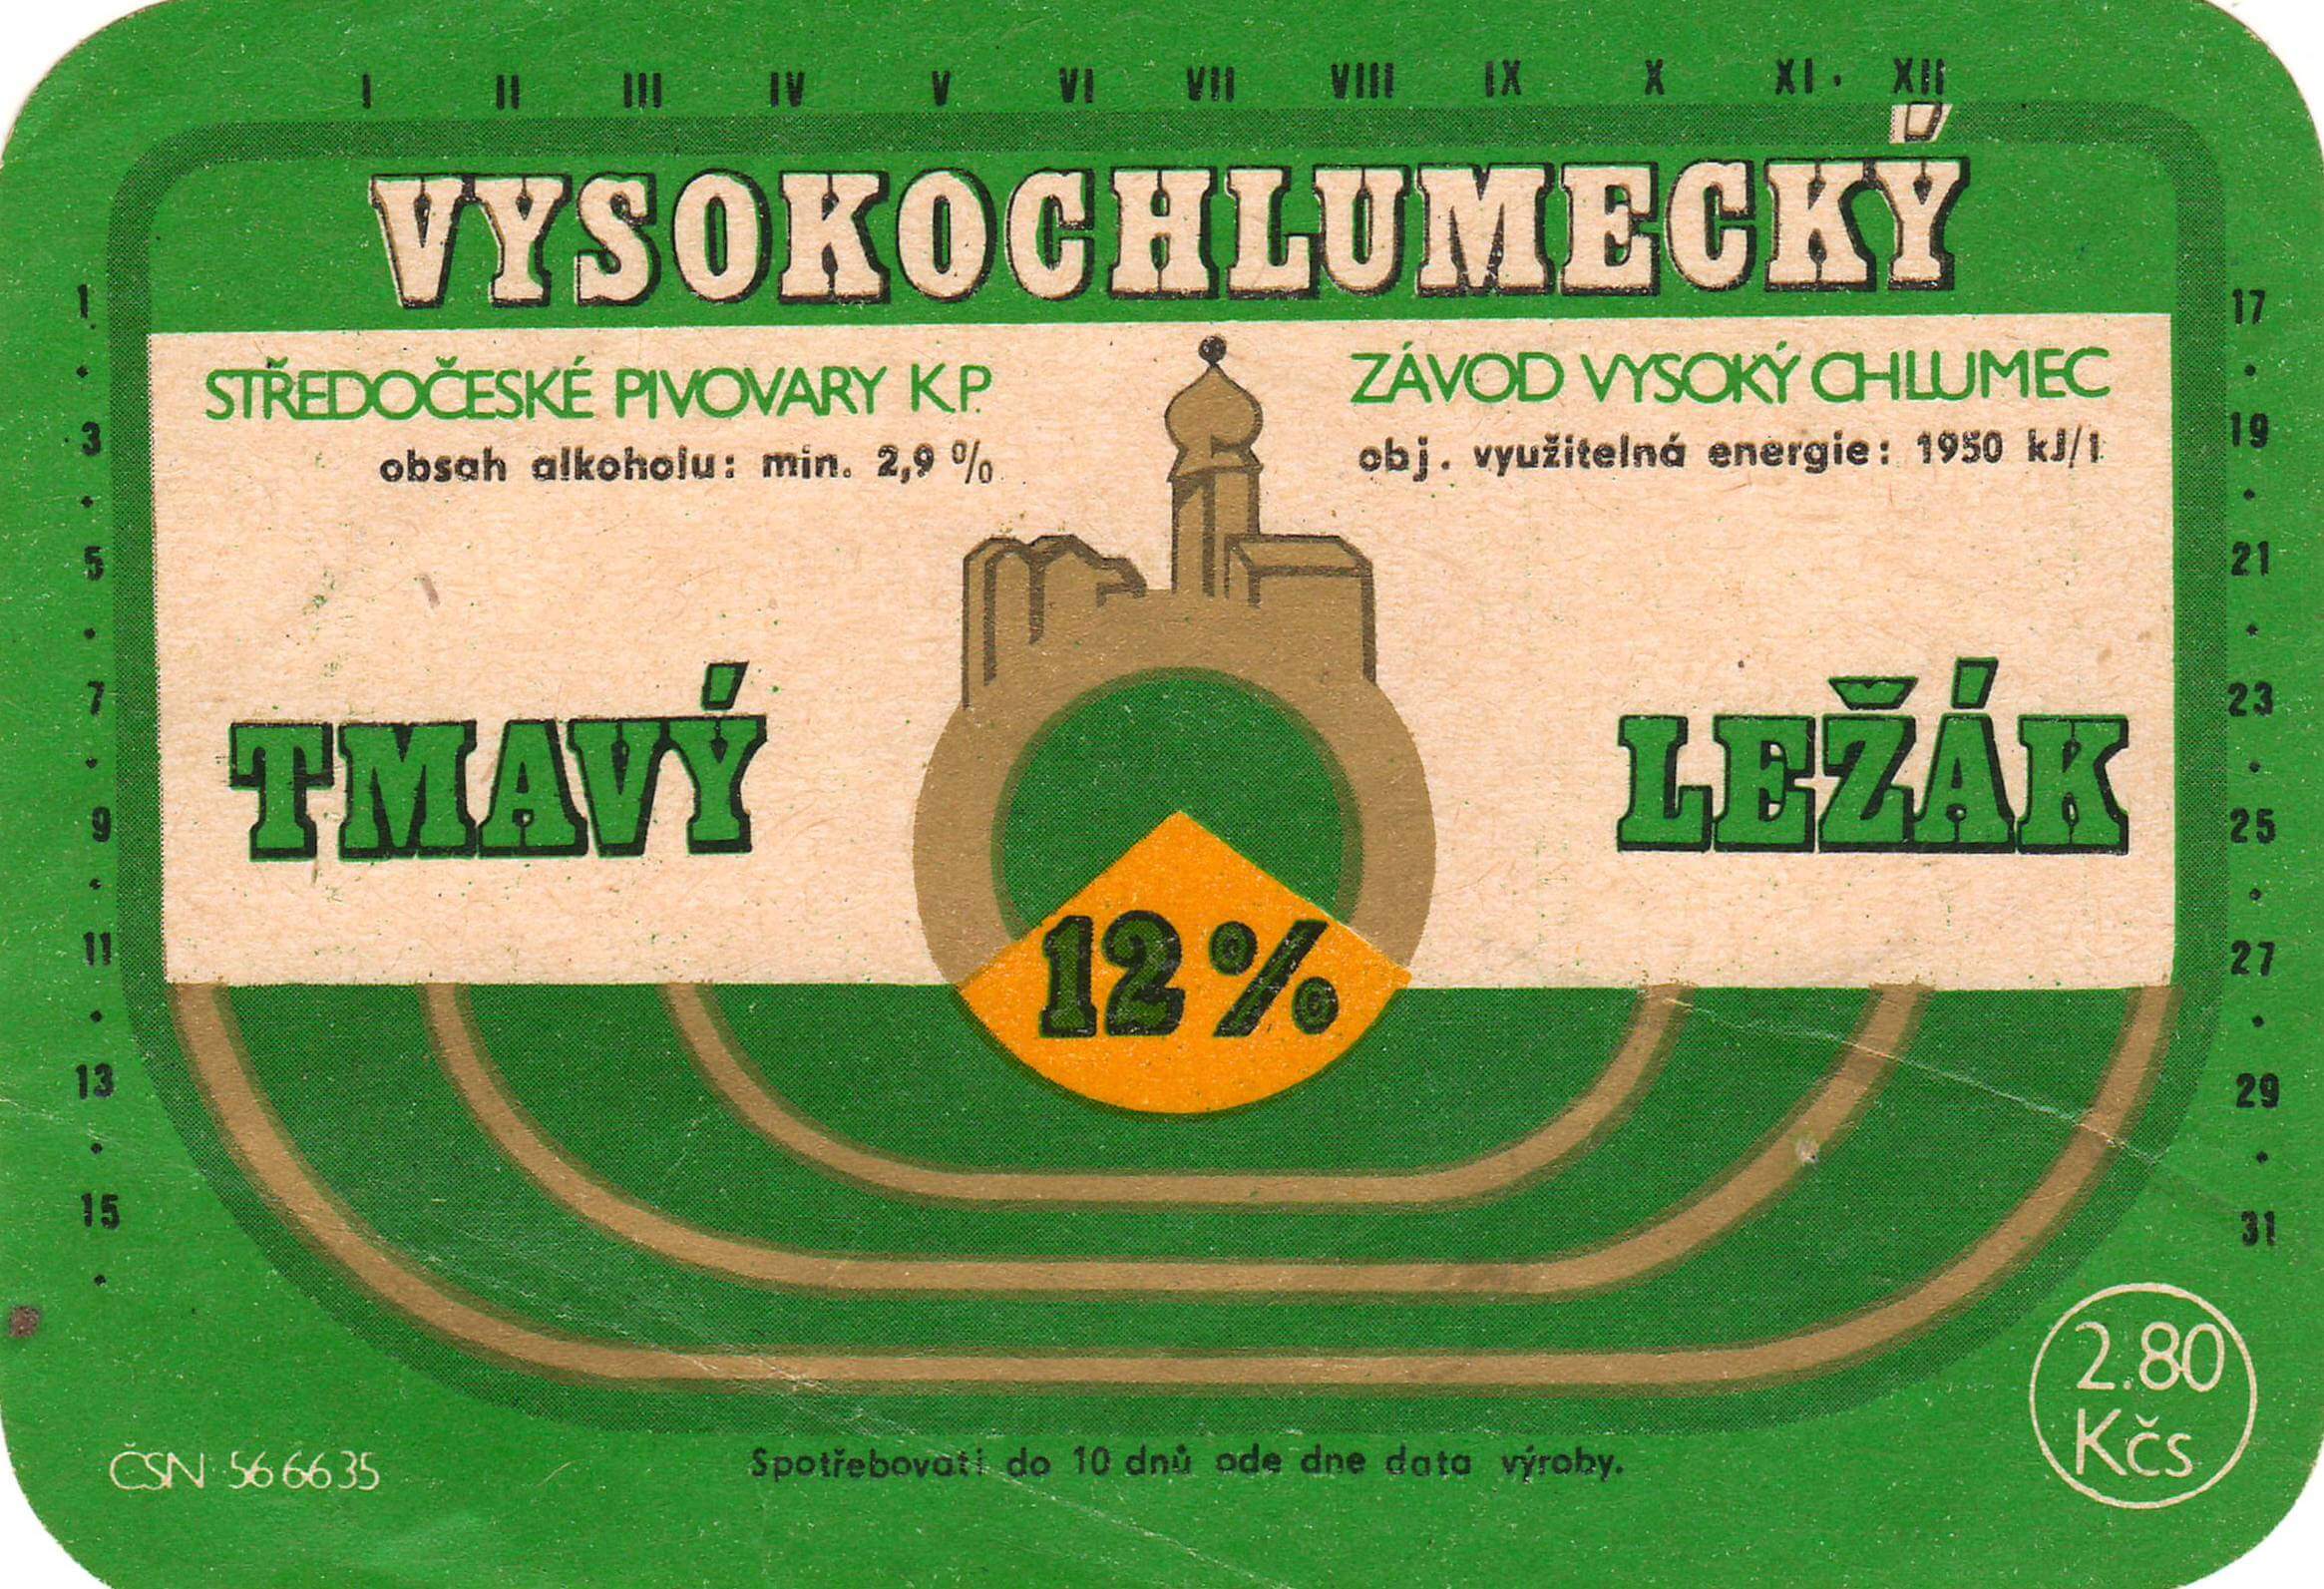 I II III IV V VI VII VIII IX X XI · XII
VYSOKOCHLUMECKÝ
STŘEDOČESKÉ PIVOVARY K.P.
obsah alkoholu: min. 2,9 %
ZÁVOD VYSOKÝ CHLUMEC
obj. využitelná energie: 1950 kJ/l
TMAVÝ
LEŽÁK
12 %
1
3
5
7
9
11
13
15
17
19
21
23
25
27
29
31
2.80
Kčs
ČSN 56 6635
Spotřebovati do 10 dnů ode dne data výroby.